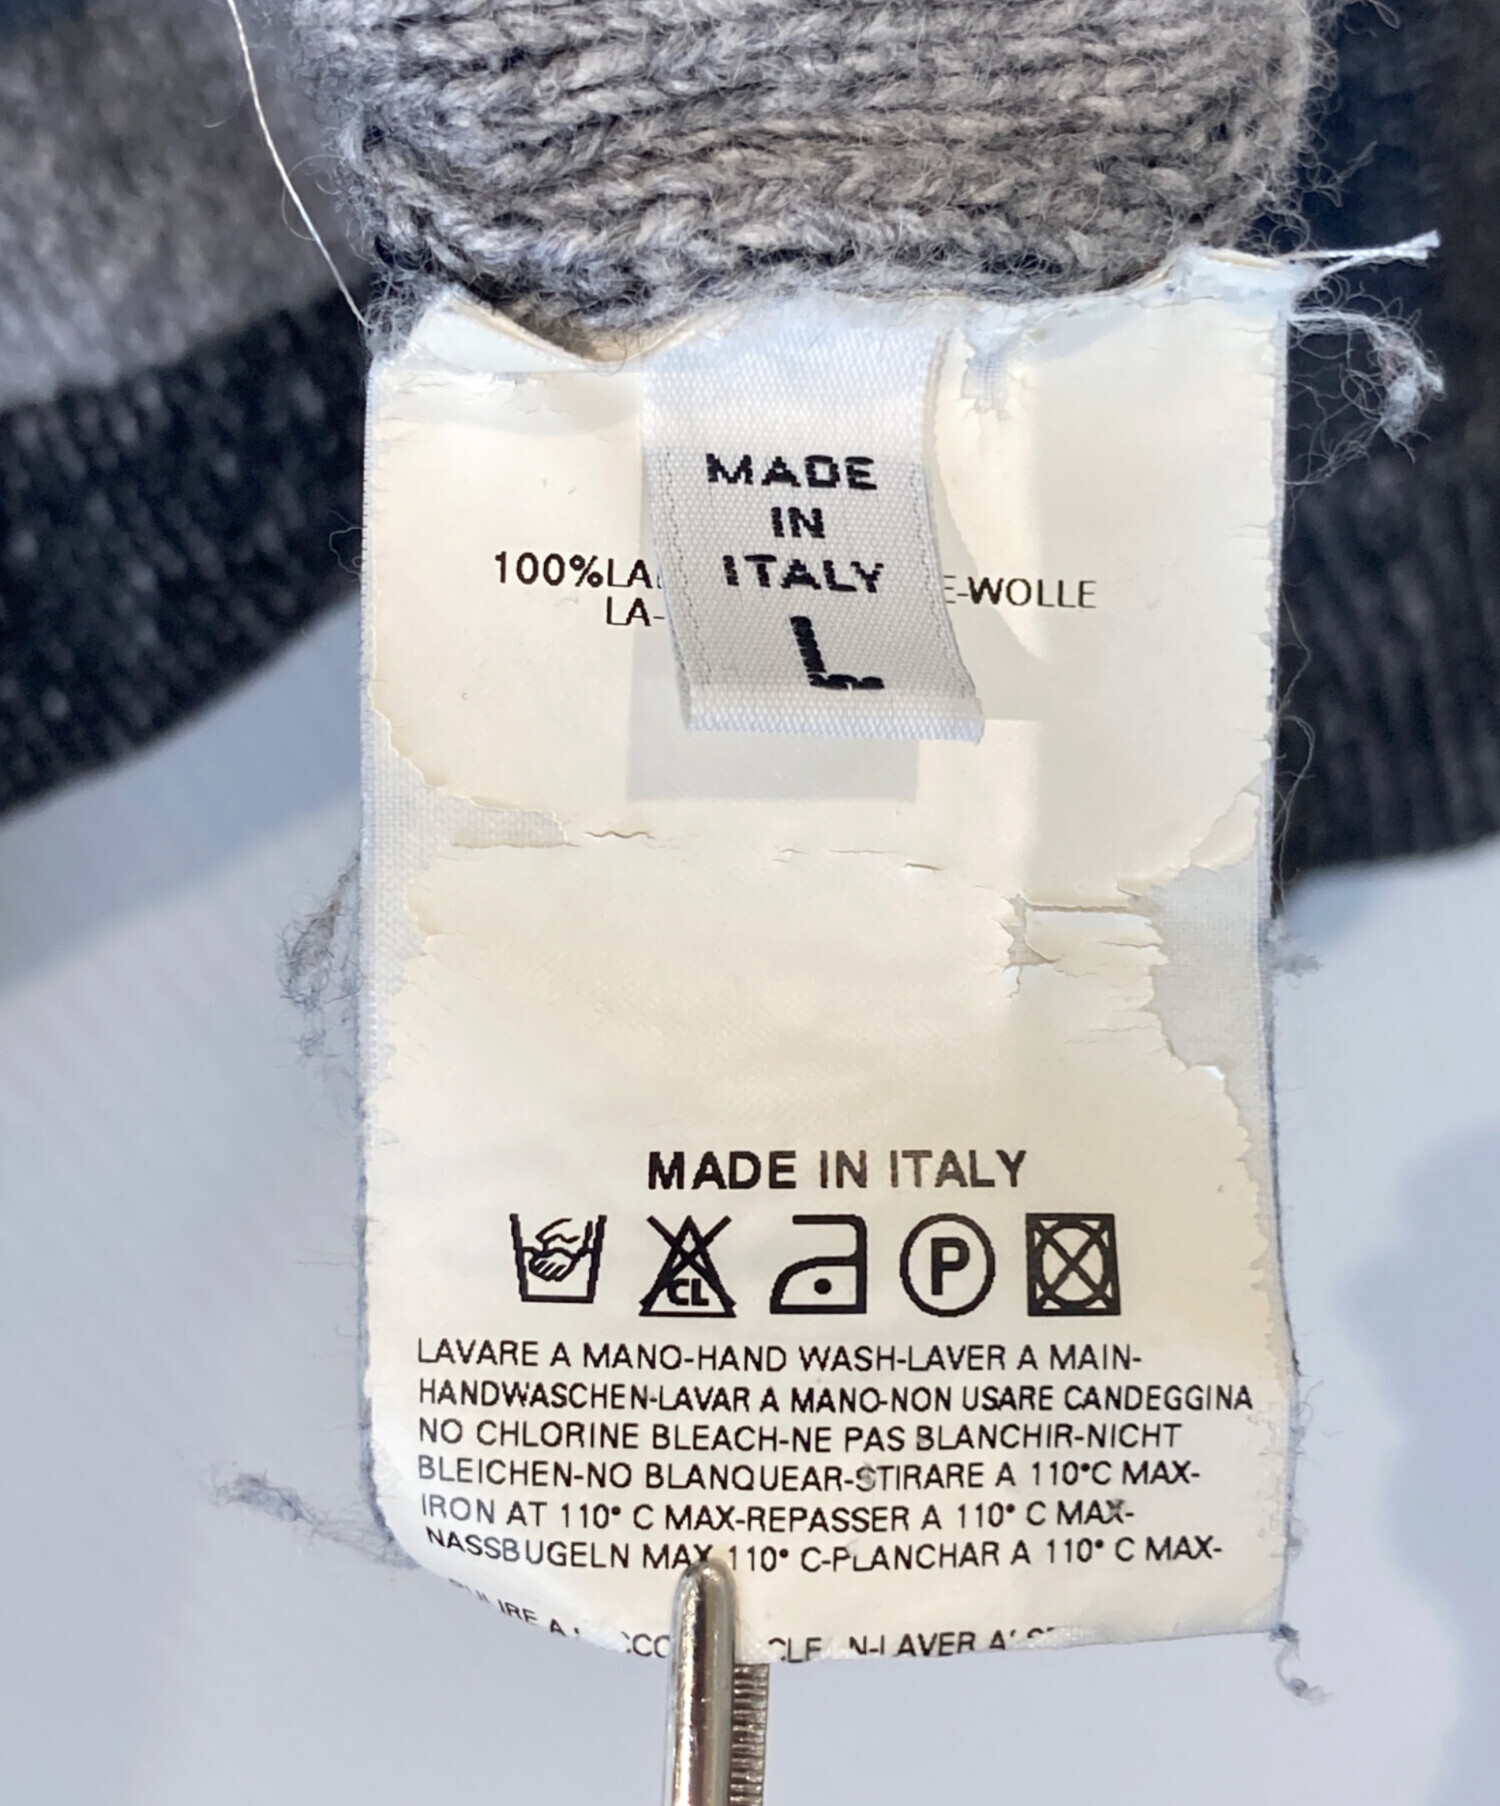 MADE
IN
ITALY
L
100%LA
LA-
E-WOLLE
MADE IN ITALY
CL
P
LAVARE A MANO-HAND WASH-LAVER A MAIN-
HANDWASCHEN-LAVAR A MANO-NON USARE CANDEGGINA
NO CHLORINE BLEACH-NE PAS BLANCHIR-NICHT
BLEICHEN-NO BLANQUEAR-STIRARE A 110°C MAX-
IRON AT 110° C MAX-REPASSER A 110° C MAX-
NASSBUGELN MAX 110° C-PLANCHAR A 110° C MAX-
N-LAVER A'